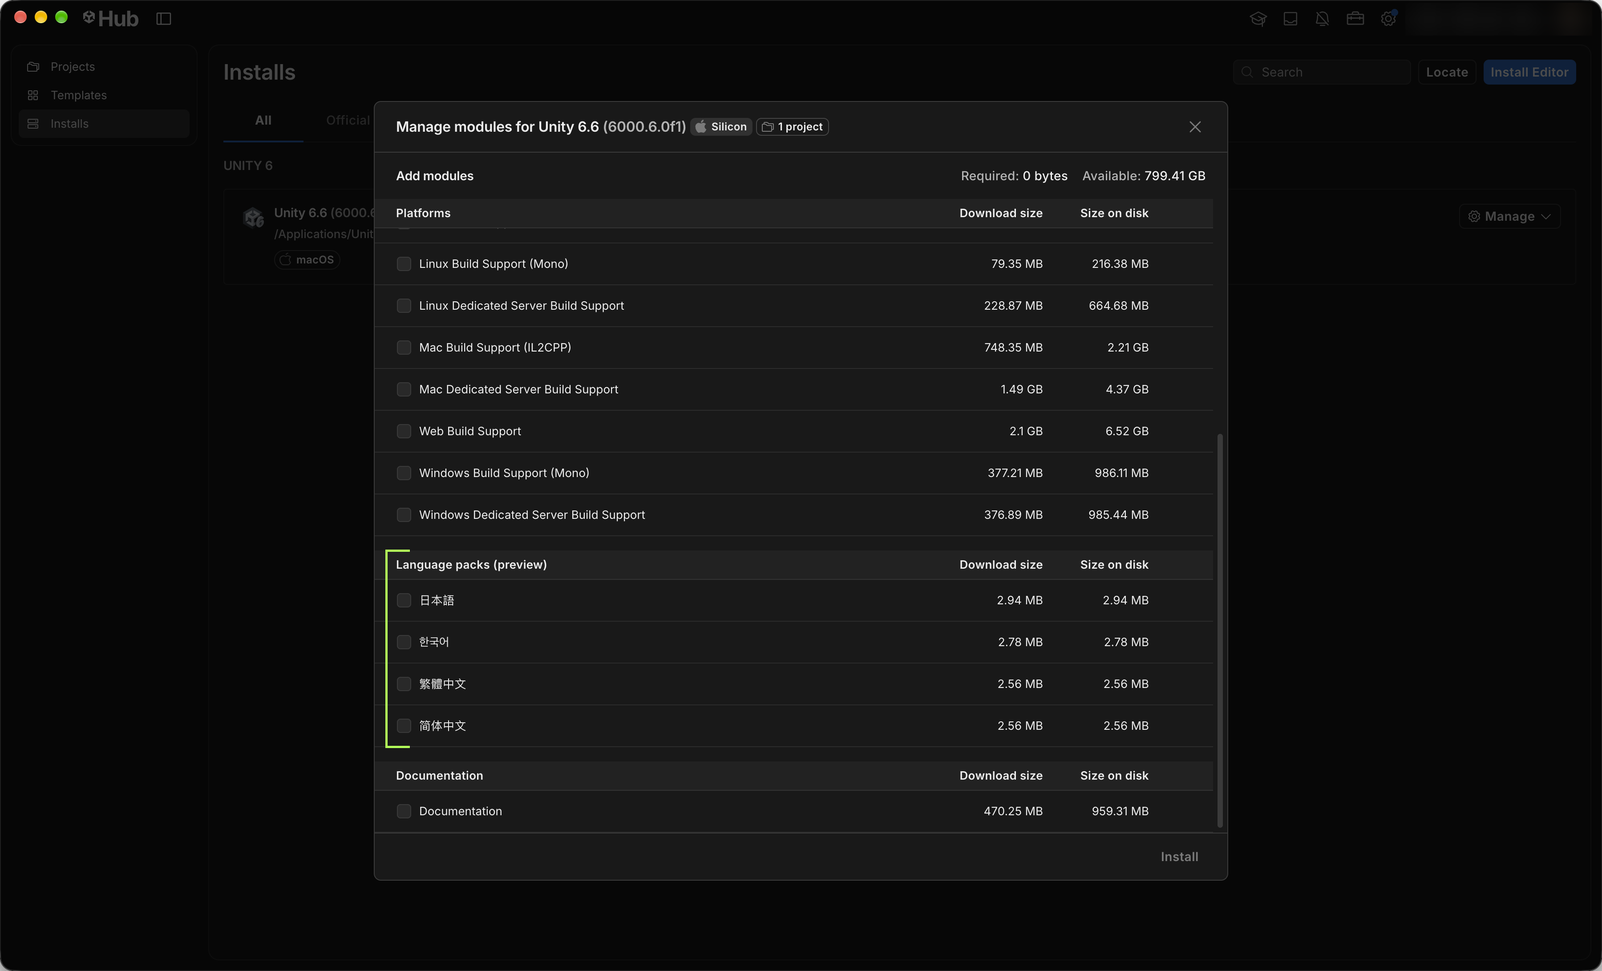 Hub
Projects
Templates
Installs
Installs
Search
Locate
Install Editor
All
Official
UNITY 6
Unity 6.6 (6000.6
/Applications/Unit
macOS
Manage
Manage modules for Unity 6.6 (6000.6.0f1) Silicon 1 project
Add modules Required: 0 bytes Available: 799.41 GB
Platforms Download size Size on disk
Linux Build Support (Mono) 79.35 MB 216.38 MB
Linux Dedicated Server Build Support 228.87 MB 664.68 MB
Mac Build Support (IL2CPP) 748.35 MB 2.21 GB
Mac Dedicated Server Build Support 1.49 GB 4.37 GB
Web Build Support 2.1 GB 6.52 GB
Windows Build Support (Mono) 377.21 MB 986.11 MB
Windows Dedicated Server Build Support 376.89 MB 985.44 MB
Language packs (preview) Download size Size on disk
日本語 2.94 MB 2.94 MB
한국어 2.78 MB 2.78 MB
繁體中文 2.56 MB 2.56 MB
简体中文 2.56 MB 2.56 MB
Documentation Download size Size on disk
Documentation 470.25 MB 959.31 MB
Install